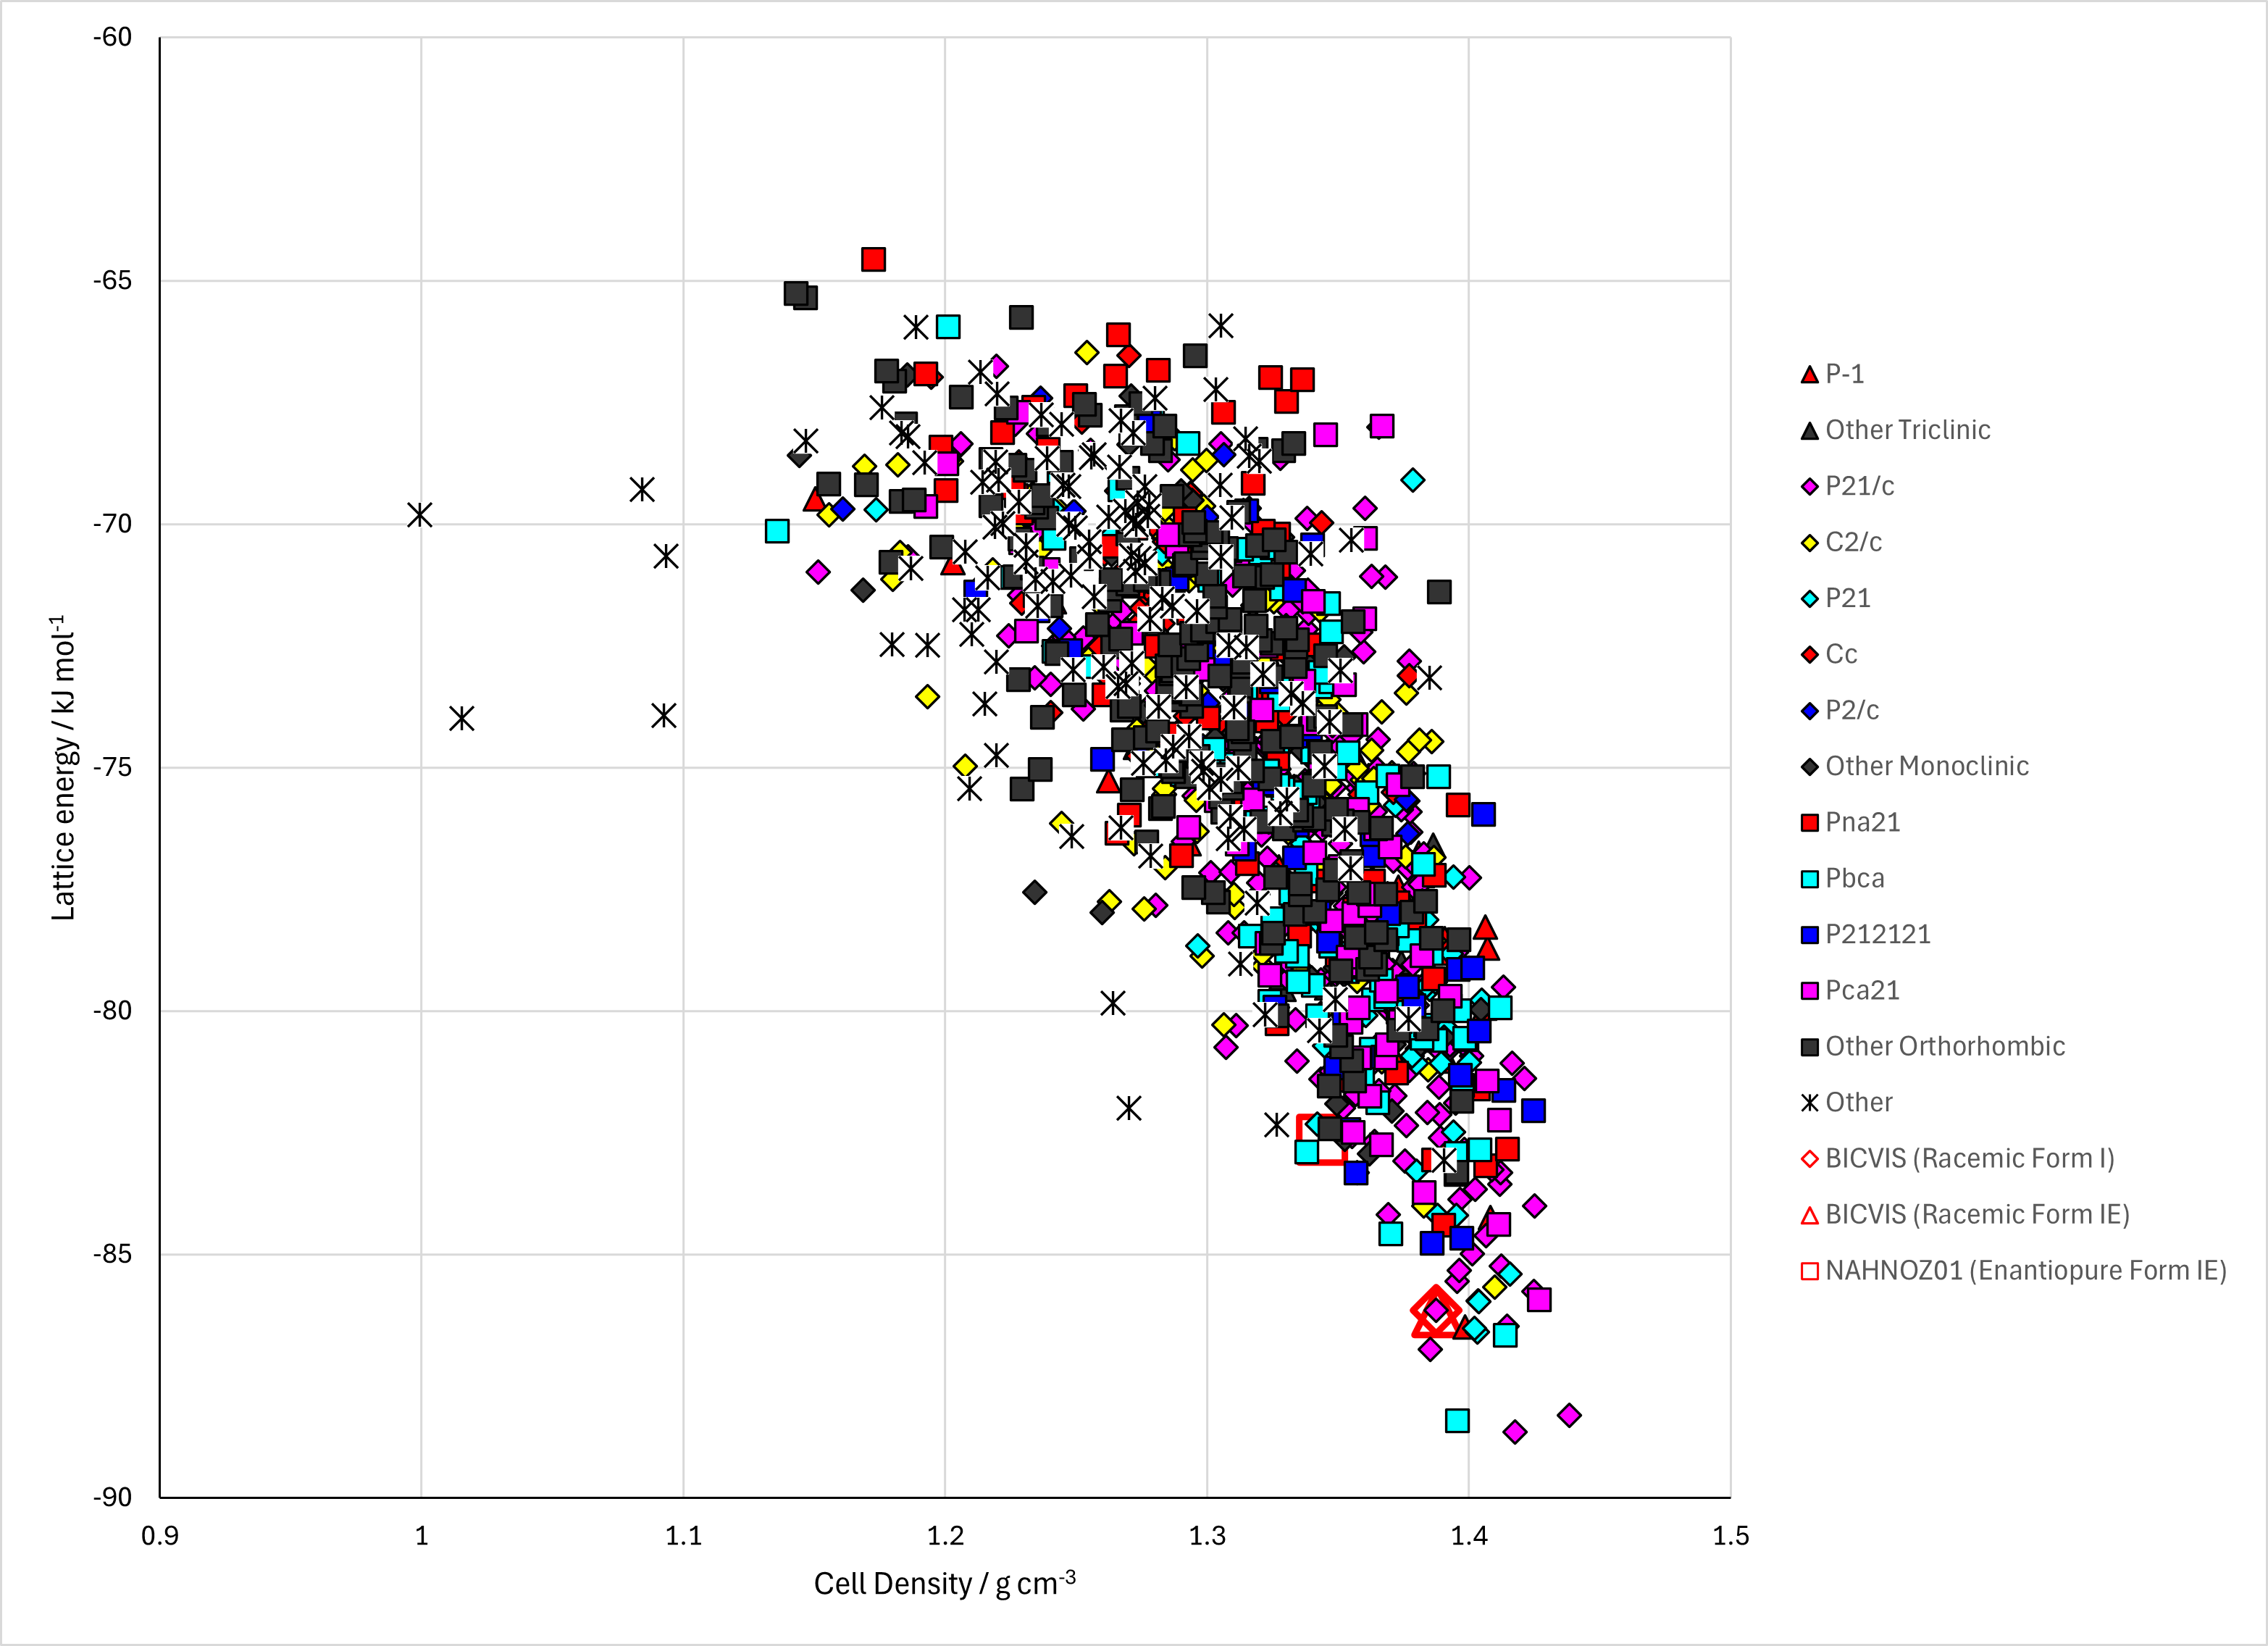 -60
-65
-70
-75
-80
-85
-90
0.9
1
1.1
1.2
1.3
1.4
1.5
Lattice energy / kJ mol-1
Cell Density / g cm-3
P-1
Other Triclinic
P21/c
C2/c
P21
Cc
P2/c
Other Monoclinic
Pna21
Pbca
P212121
Pca21
Other Orthorhombic
Other
BICVIS (Racemic Form I)
BICVIS (Racemic Form IE)
NAHNOZ01 (Enantiopure Form IE)